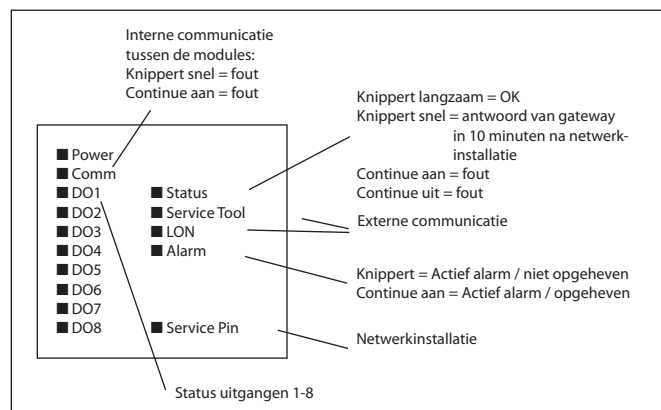 Interne communicatie
tussen de modules:
Knippert snel = fout
Continue aan = fout
Knippert langzaam = OK
Knippert snel = antwoord van gateway
in 10 minuten na netwerk-
installatie
Continue aan = fout
Continue uit = fout
■ Power
■ Comm
■ DO1
■ DO2
■ DO3
■ DO4
■ DO5
■ DO6
■ DO7
■ DO8
■ Status
■ Service Tool
■ LON
■ Alarm
■ Service Pin
Externe communicatie
Knippert = Actief alarm / niet opgeheven
Continue aan = Actief alarm / opgeheven
Netwerkinstallatie
Status uitgangen 1-8